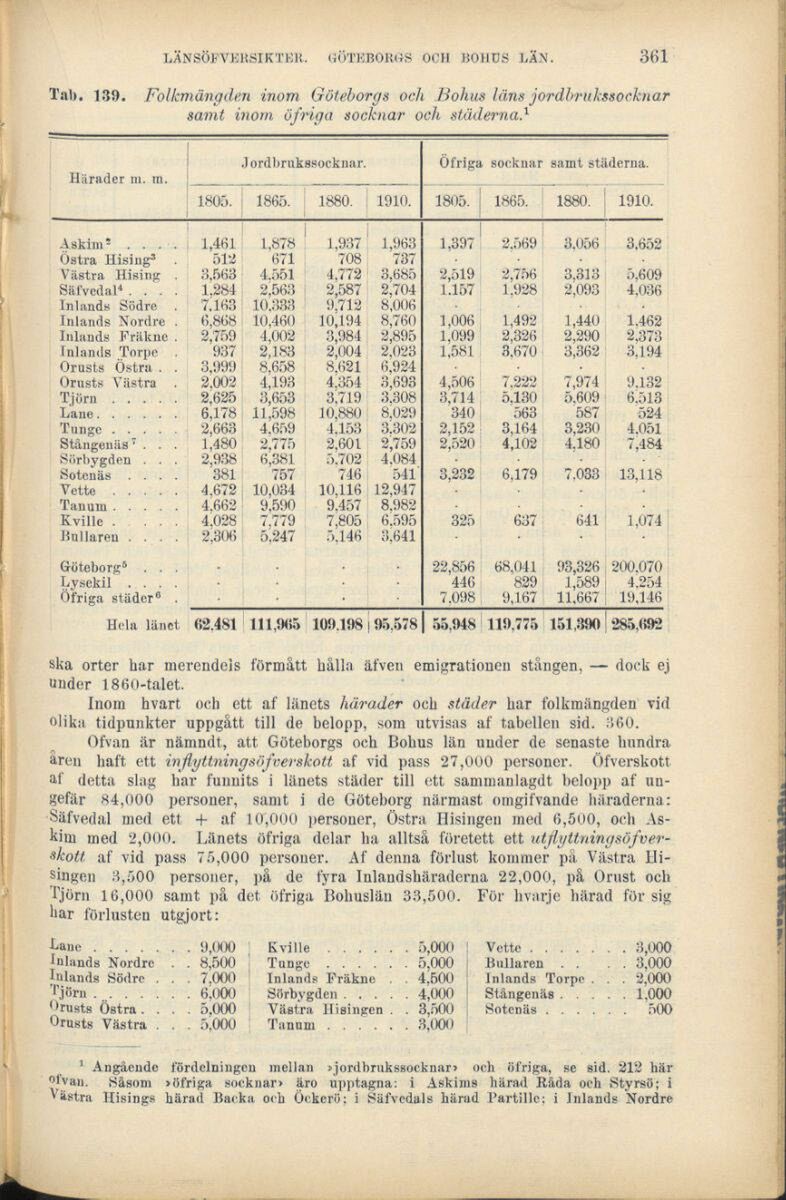 LÄNSÖFVERSIKTER. GÖTEBORGS OCH BOHUS LÄN. 361
Tab. 139. Folkmängden inom Göteborgs och Bohus läns jordbrukssocknar
samt inom öfriga socknar och städerna.¹
Härader m. m. Jordbrukssocknar. Öfriga socknar samt städerna.
1805. 1865. 1880. 1910. 1805. 1865. 1880. 1910.
Askim² . . . . 1,461 1,878 1,937 1,963 1,397 2,569 3,056 3,652
Östra Hising³ . 512 671 708 737 · · · ·
Västra Hising . 3,563 4,551 4,772 3,685 2,519 2,756 3,313 5,609
Säfvedal⁴ . . . . 1,284 2,563 2,587 2,704 1,157 1,928 2,093 4,036
Inlands Södre . 7,163 10,333 9,712 8,006 · · · ·
Inlands Nordre . 6,868 10,460 10,194 8,760 1,006 1,492 1,440 1,462
Inlands Fräkne . 2,759 4,002 3,984 2,895 1,099 2,326 2,290 2,373
Inlands Torpe . 937 2,183 2,004 2,023 1,581 3,670 3,362 3,194
Orusts Östra . . 3,999 8,658 8,621 6,924 · · · ·
Orusts Västra . 2,002 4,193 4,354 3,693 4,506 7,222 7,974 9,132
Tjörn . . . . . 2,625 3,653 3,719 3,308 3,714 5,130 5,609 6,513
Lane . . . . . . 6,178 11,598 10,880 8,029 340 563 587 524
Tunge . . . . . 2,663 4,659 4,153 3,302 2,152 3,164 3,230 4,051
Stångenäs⁷ . . . 1,480 2,775 2,601 2,759 2,520 4,102 4,180 7,484
Sörbygden . . . 2,938 6,381 5,702 4,084 · · · ·
Sotenäs . . . . 381 757 746 541 3,232 6,179 7,033 13,118
Vette . . . . . 4,672 10,034 10,116 12,947 · · · ·
Tanum . . . . . 4,662 9,590 9,457 8,982 · · · ·
Kville . . . . . 4,028 7,779 7,805 6,595 325 637 641 1,074
Bullaren . . . . 2,306 5,247 5,146 3,641 · · · ·
Göteborg⁵ . . . · · · · 22,856 68,041 93,326 200,070
Lysekil . . . . · · · · 446 829 1,589 4,254
Öfriga städer⁶ . · · · · 7,098 9,167 11,667 19,146
Hela länet 62,481 111,965 109,198 95,578 55,948 119,775 151,390 285,692
ska orter har merendels förmått hålla äfven emigrationen stången, — dock ej
under 1860-talet.
Inom hvart och ett af länets härader och städer har folkmängden vid
olika tidpunkter uppgått till de belopp, som utvisas af tabellen sid. 360.
Ofvan är nämndt, att Göteborgs och Bohus län under de senaste hundra
åren haft ett inflyttningsöfverskott af vid pass 27,000 personer. Öfverskott
af detta slag har funnits i länets städer till ett sammanlagdt belopp af un-
gefär 84,000 personer, samt i de Göteborg närmast omgifvande häraderna:
Säfvedal med ett + af 10,000 personer, Östra Hisingen med 6,500, och As-
kim med 2,000. Länets öfriga delar ha alltså företett ett utflyttningsöfver-
skott af vid pass 75,000 personer. Af denna förlust kommer på Västra Hi-
singen 3,500 personer, på de fyra Inlandshäraderna 22,000, på Orust och
Tjörn 16,000 samt på det öfriga Bohuslän 33,500. För hvarje härad för sig
har förlusten utgjort:
Lane . . . . . . . 9,000 Kville . . . . . . 5,000 Vette . . . . . . . 3,000
Inlands Nordre . . 8,500 Tunge . . . . . . 5,000 Bullaren . . . . 3,000
Inlands Södre . . . 7,000 Inlands Fräkne . . 4,500 Inlands Torpe . . . 2,000
Tjörn . . . . . . . 6,000 Sörbygden . . . . . 4,000 Stångenäs . . . . . 1,000
Orusts Östra . . . . 5,000 Västra Hisingen . . 3,500 Sotenäs . . . . . . 500
Orusts Västra . . . 5,000 Tanum . . . . . . 3,000
¹ Angående fördelningen mellan »jordbrukssocknar» och öfriga, se sid. 212 här
ofvan. Såsom »öfriga socknar» äro upptagna: i Askims härad Råda och Styrsö; i
Västra Hisings härad Backa och Öckerö; i Säfvedals härad Partille; i Inlands Nordre